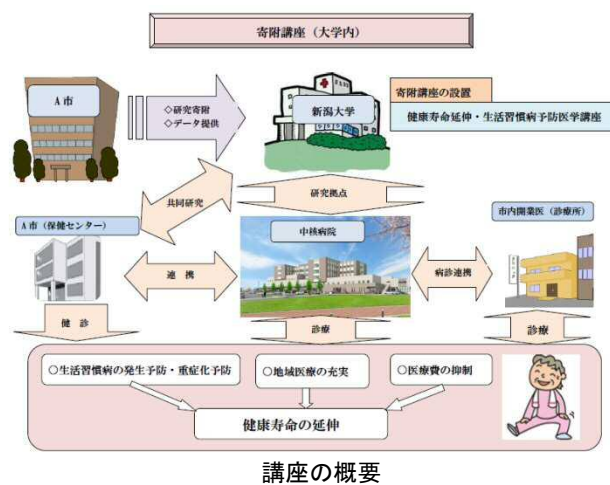 寄附講座（大学内）
A市
◇研究寄附
◇データ提供
新潟大学
寄附講座の設置
健康寿命延伸・生活習慣病予防医学講座
共同研究
研究拠点
A市（保健センター）
中核病院
市内開業医（診療所）
連 携
病診連携
健 診
診療
診療
○生活習慣病の発生予防・重症化予防
○地域医療の充実
○医療費の抑制
健康寿命の延伸
講座の概要